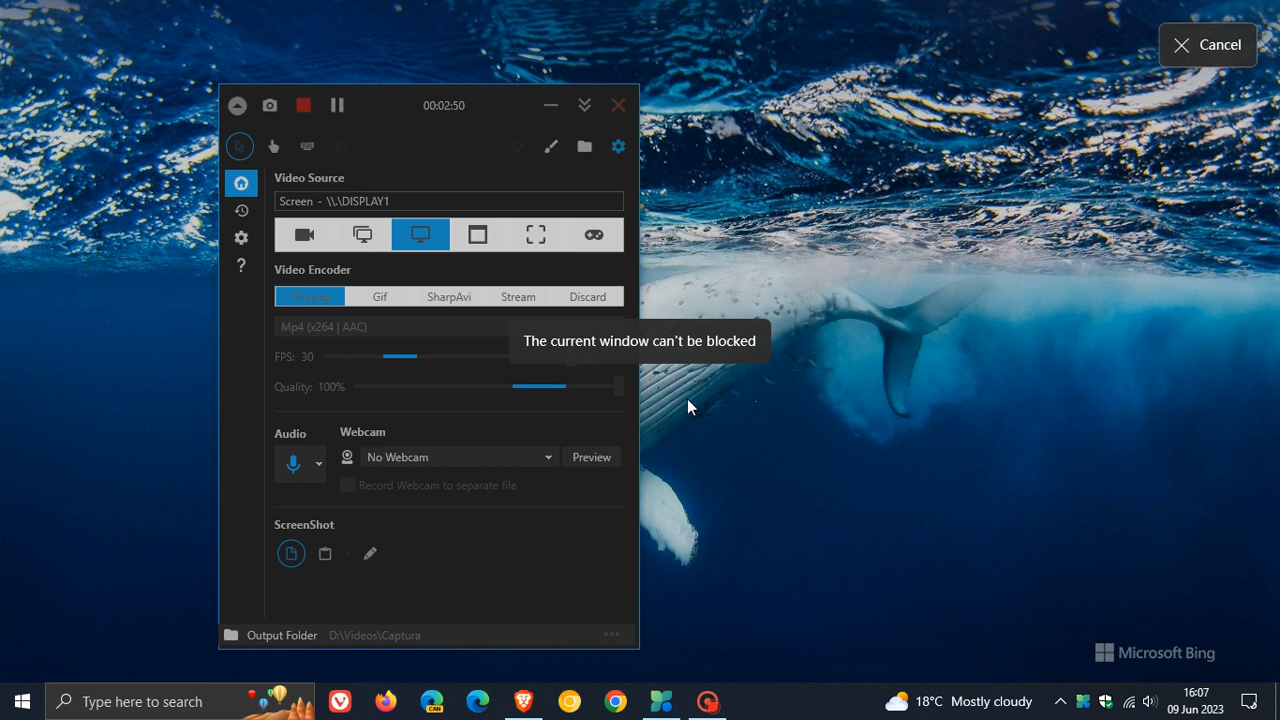 Cancel
00:02:50
Video Source
Screen - \\.\DISPLAY1
Video Encoder
FFmpeg Gif SharpAvi Stream Discard
Mp4 (x264 | AAC)
The current window can't be blocked
FPS: 30
Quality: 100%
Audio
Webcam
No Webcam
Preview
Record Webcam to separate file
ScreenShot
Output Folder D:\Videos\Captura
Microsoft Bing
Type here to search
CAN
18°C Mostly cloudy
16:07
09 Jun 2023